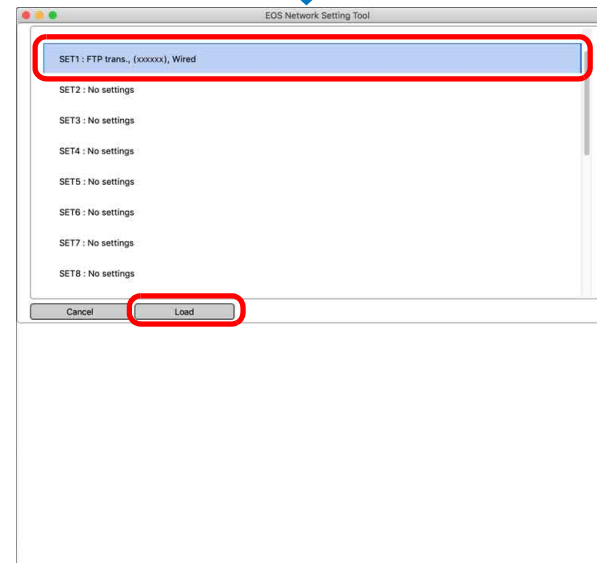 EOS Network Setting Tool
SET1 : FTP trans., (xxxxxx), Wired
SET2 : No settings
SET3 : No settings
SET4 : No settings
SET5 : No settings
SET6 : No settings
SET7 : No settings
SET8 : No settings
Cancel Load